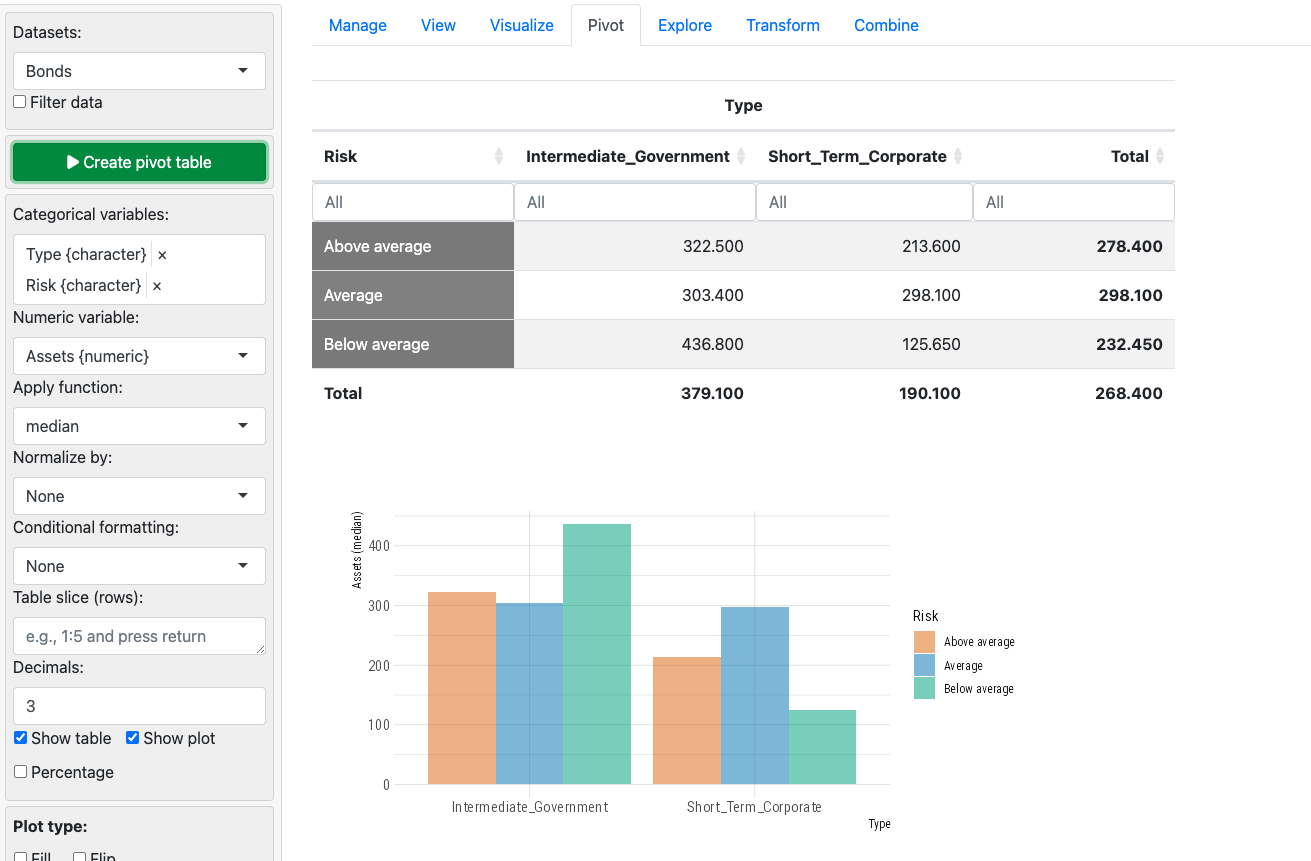 Datasets:
Bonds
Filter data
Create pivot table
Categorical variables:
Type {character} ×
Risk {character} ×
Numeric variable:
Assets {numeric}
Apply function:
median
Normalize by:
None
Conditional formatting:
None
Table slice (rows):
e.g., 1:5 and press return
Decimals:
3
Show table Show plot
Percentage
Plot type:
Fill Flip
Manage View Visualize Pivot Explore Transform Combine
Type
Risk Intermediate_Government Short_Term_Corporate Total
All All All All
Above average 322.500 213.600 278.400
Average 303.400 298.100 298.100
Below average 436.800 125.650 232.450
Total 379.100 190.100 268.400
Assets (median)
400
300
200
100
0
Intermediate_Government Short_Term_Corporate
Type
Risk
Above average
Average
Below average